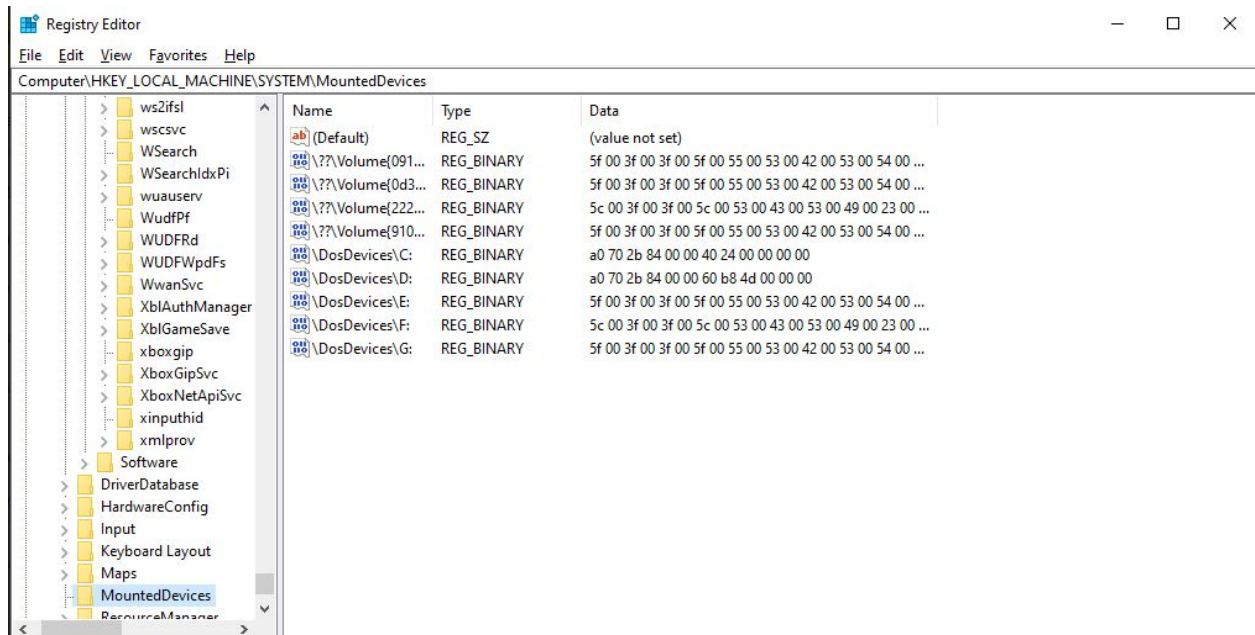 Registry Editor
File Edit View Favorites Help
Computer\HKEY_LOCAL_MACHINE\SYSTEM\MountedDevices
ws2ifsl
wscsvc
WSearch
WSearchIdxPi
wuauserv
WudfPf
WUDFRd
WUDFWpdFs
WwanSvc
XblAuthManager
XblGameSave
xboxgip
XboxGipSvc
XboxNetApiSvc
xinputhid
xmlprov
Software
DriverDatabase
HardwareConfig
Input
Keyboard Layout
Maps
MountedDevices
ResourceManager
Name Type Data
(Default) REG_SZ (value not set)
\??\Volume{091... REG_BINARY 5f 00 3f 00 3f 00 5f 00 55 00 53 00 42 00 53 00 54 00 ...
\??\Volume{0d3... REG_BINARY 5f 00 3f 00 3f 00 5f 00 55 00 53 00 42 00 53 00 54 00 ...
\??\Volume{222... REG_BINARY 5c 00 3f 00 3f 00 5c 00 53 00 43 00 53 00 49 00 23 00 ...
\??\Volume{910... REG_BINARY 5f 00 3f 00 3f 00 5f 00 55 00 53 00 42 00 53 00 54 00 ...
\DosDevices\C: REG_BINARY a0 70 2b 84 00 00 40 24 00 00 00 00
\DosDevices\D: REG_BINARY a0 70 2b 84 00 00 60 b8 4d 00 00 00
\DosDevices\E: REG_BINARY 5f 00 3f 00 3f 00 5f 00 55 00 53 00 42 00 53 00 54 00 ...
\DosDevices\F: REG_BINARY 5c 00 3f 00 3f 00 5c 00 53 00 43 00 53 00 49 00 23 00 ...
\DosDevices\G: REG_BINARY 5f 00 3f 00 3f 00 5f 00 55 00 53 00 42 00 53 00 54 00 ...